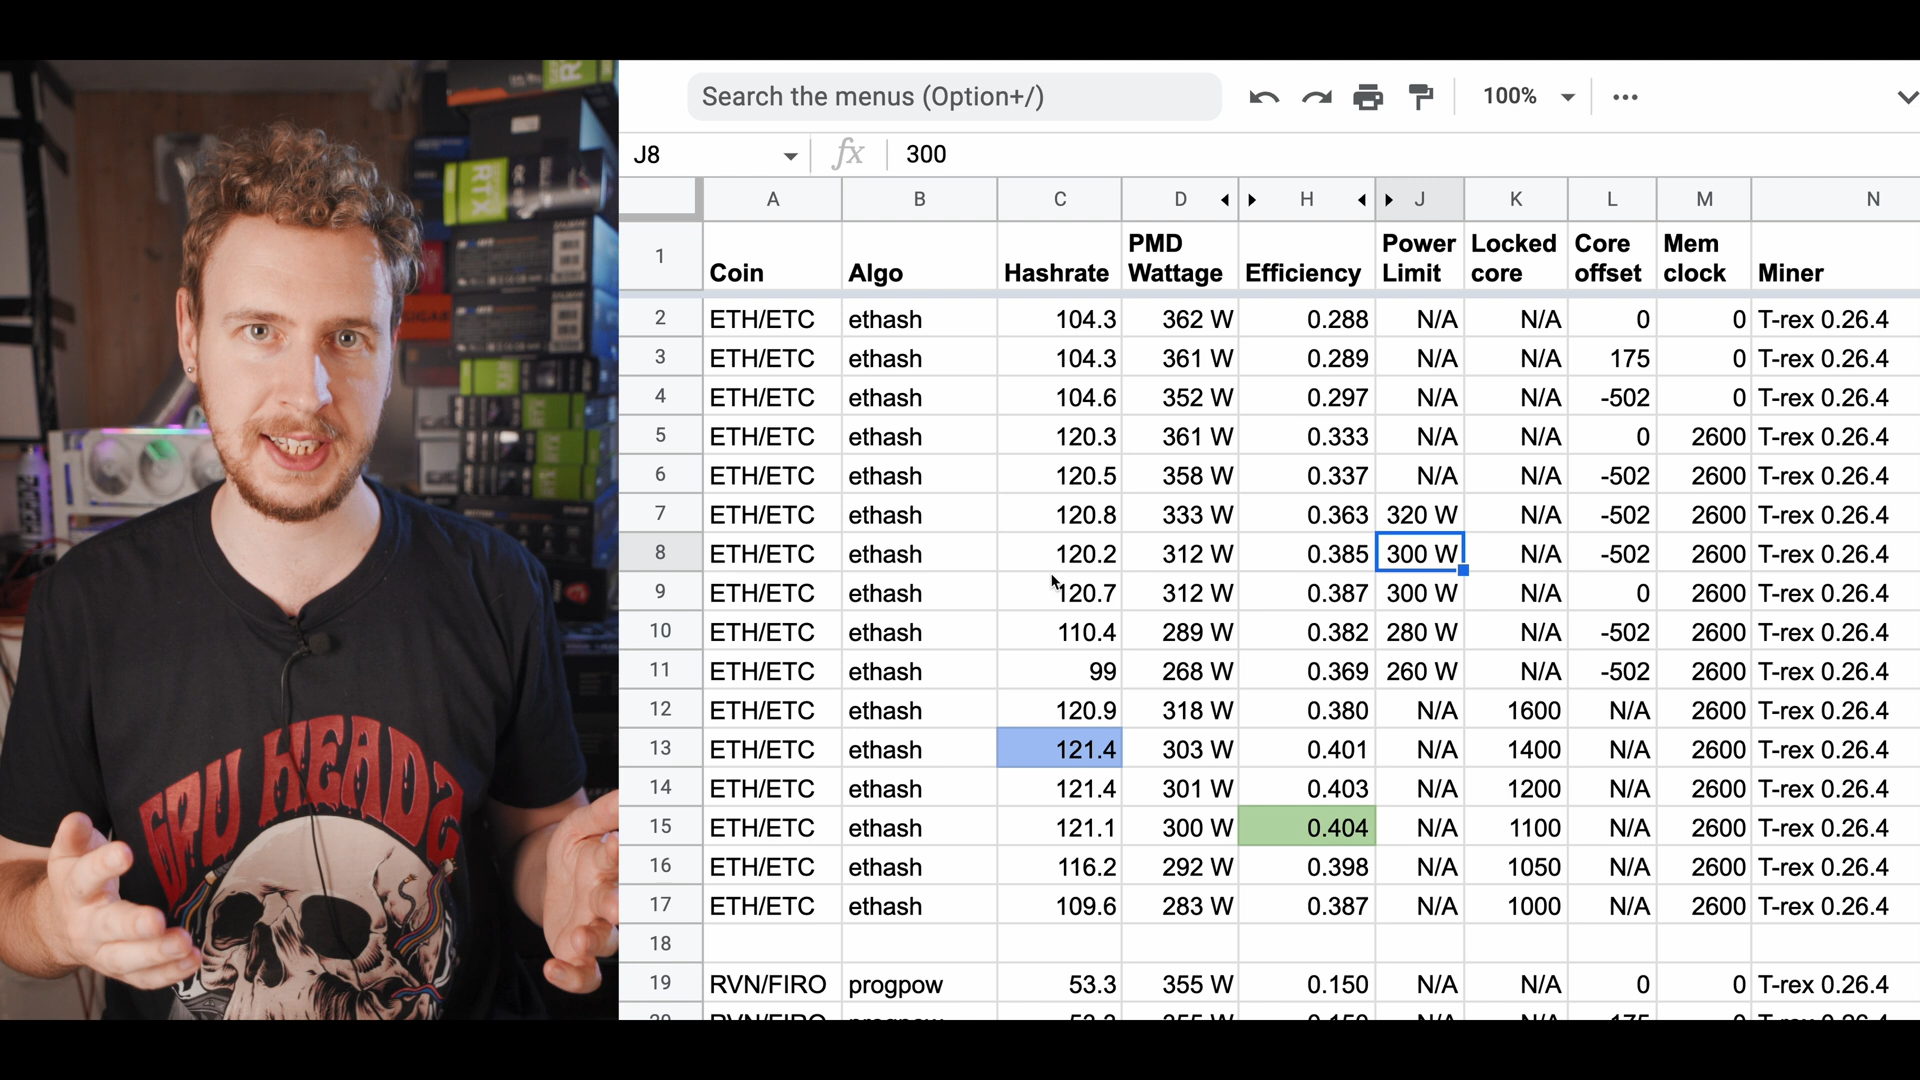 Search the menus (Option+/)
100%
J8
fx
300
A B C D H J K L M N
1 Coin Algo Hashrate PMD Wattage Efficiency Power Limit Locked core Core offset Mem clock Miner
2 ETH/ETC ethash 104.3 362 W 0.288 N/A N/A 0 0 T-rex 0.26.4
3 ETH/ETC ethash 104.3 361 W 0.289 N/A N/A 175 0 T-rex 0.26.4
4 ETH/ETC ethash 104.6 352 W 0.297 N/A N/A -502 0 T-rex 0.26.4
5 ETH/ETC ethash 120.3 361 W 0.333 N/A N/A 0 2600 T-rex 0.26.4
6 ETH/ETC ethash 120.5 358 W 0.337 N/A N/A -502 2600 T-rex 0.26.4
7 ETH/ETC ethash 120.8 333 W 0.363 320 W N/A -502 2600 T-rex 0.26.4
8 ETH/ETC ethash 120.2 312 W 0.385 300 W N/A -502 2600 T-rex 0.26.4
9 ETH/ETC ethash 120.7 312 W 0.387 300 W N/A 0 2600 T-rex 0.26.4
10 ETH/ETC ethash 110.4 289 W 0.382 280 W N/A -502 2600 T-rex 0.26.4
11 ETH/ETC ethash 99 268 W 0.369 260 W N/A -502 2600 T-rex 0.26.4
12 ETH/ETC ethash 120.9 318 W 0.380 N/A 1600 N/A 2600 T-rex 0.26.4
13 ETH/ETC ethash 121.4 303 W 0.401 N/A 1400 N/A 2600 T-rex 0.26.4
14 ETH/ETC ethash 121.4 301 W 0.403 N/A 1200 N/A 2600 T-rex 0.26.4
15 ETH/ETC ethash 121.1 300 W 0.404 N/A 1100 N/A 2600 T-rex 0.26.4
16 ETH/ETC ethash 116.2 292 W 0.398 N/A 1050 N/A 2600 T-rex 0.26.4
17 ETH/ETC ethash 109.6 283 W 0.387 N/A 1000 N/A 2600 T-rex 0.26.4
18
19 RVN/FIRO progpow 53.3 355 W 0.150 N/A N/A 0 0 T-rex 0.26.4
GPU HEADZ
RTX